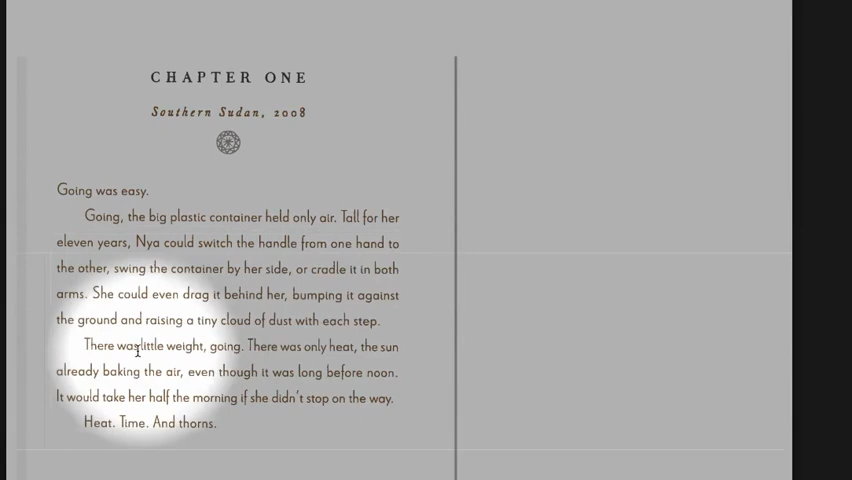 CHAPTER ONE
Southern Sudan, 2008
Going was easy.
Going, the big plastic container held only air. Tall for her
eleven years, Nya could switch the handle from one hand to
the other, swing the container by her side, or cradle it in both
arms. She could even drag it behind her, bumping it against
the ground and raising a tiny cloud of dust with each step.
There was little weight, going. There was only heat, the sun
already baking the air, even though it was long before noon.
It would take her half the morning if she didn't stop on the way.
Heat. Time. And thorns.